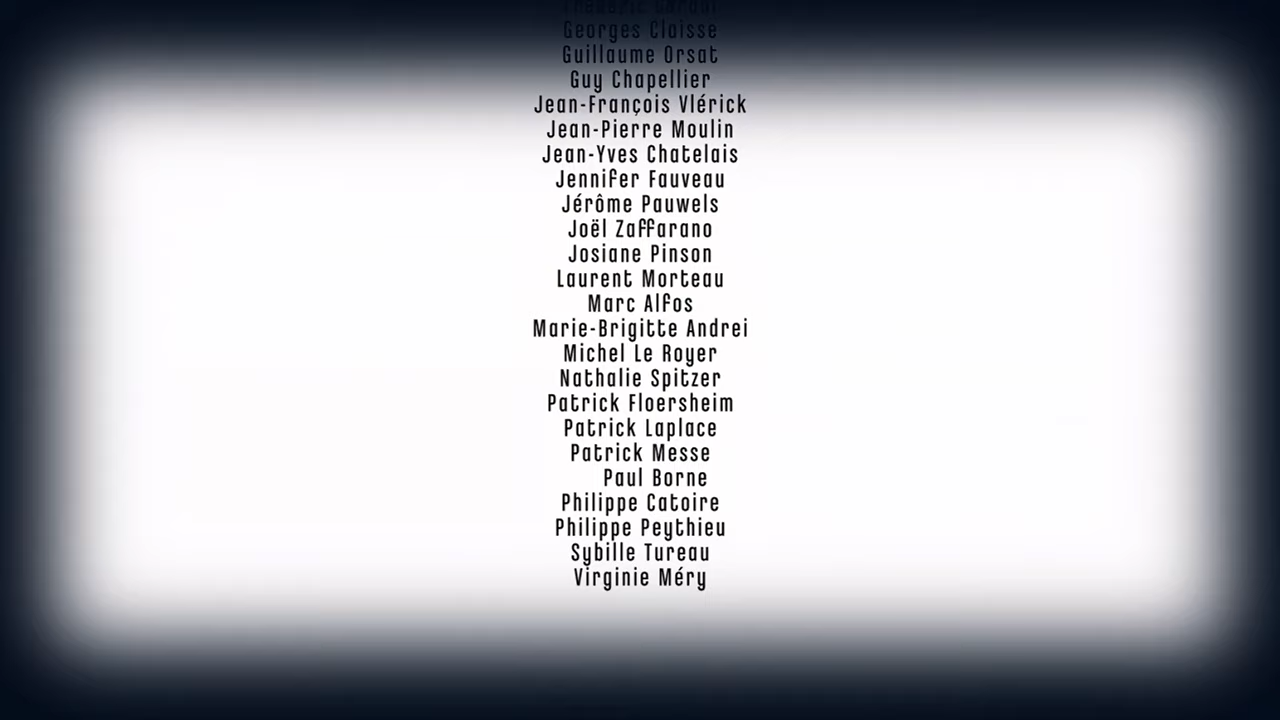 Georges Claisse
Guillaume Orsat
Guy Chapellier
Jean-François Vlérick
Jean-Pierre Moulin
Jean-Yves Chatelais
Jennifer Fauveau
Jérôme Pauwels
Joël Zaffarano
Josiane Pinson
Laurent Morteau
Marc Alfos
Marie-Brigitte Andrei
Michel Le Royer
Nathalie Spitzer
Patrick Floersheim
Patrick Laplace
Patrick Messe
Paul Borne
Philippe Catoire
Philippe Peythieu
Sybille Tureau
Virginie Méry